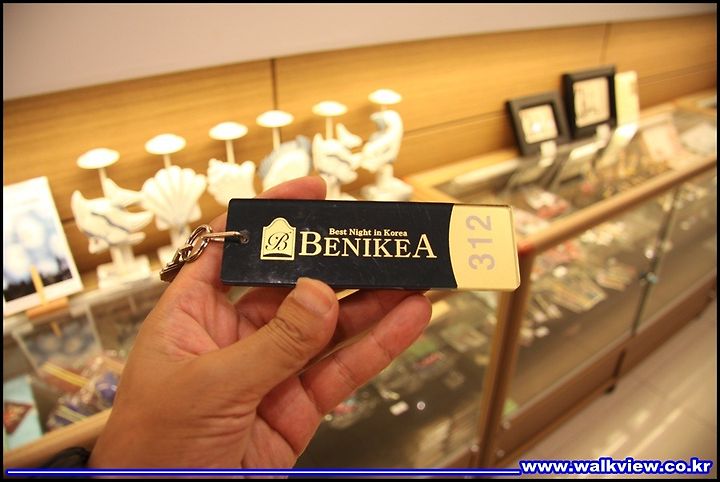 Best Night in Korea
B BENIKEA
312
www.walkview.co.kr